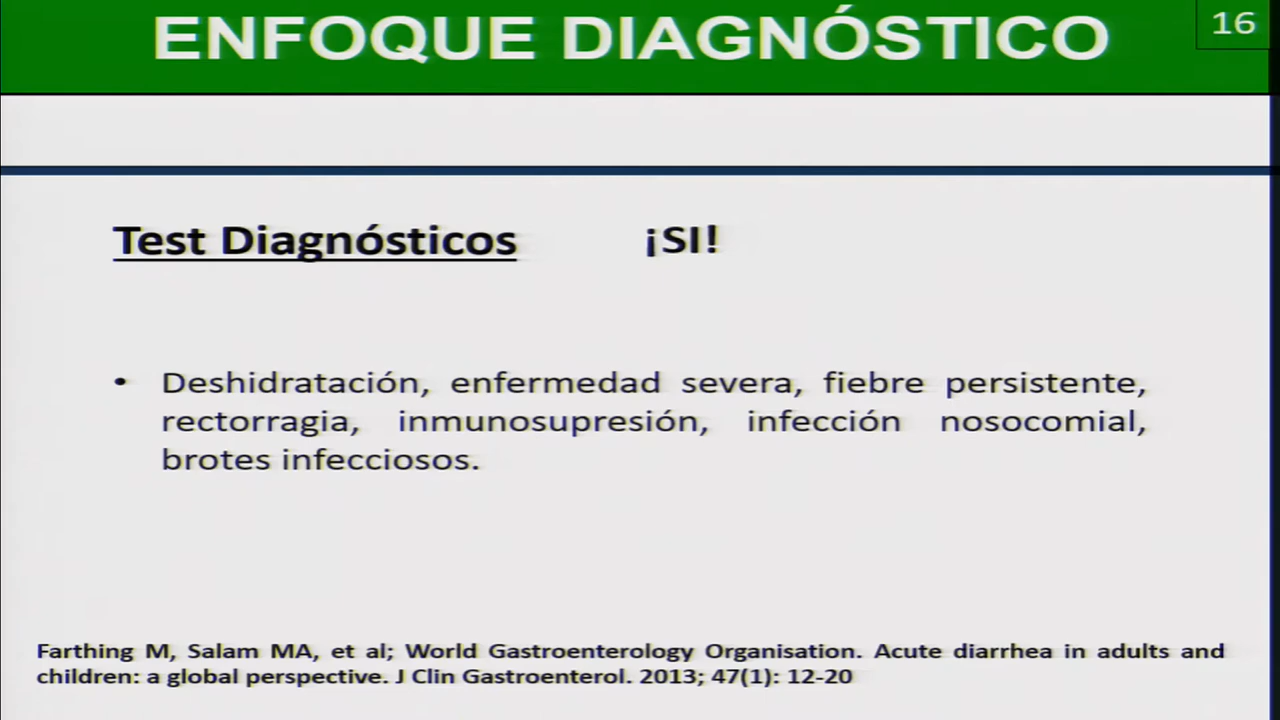 ENFOQUE DIAGNÓSTICO
16
Test Diagnósticos ¡SI!
• Deshidratación, enfermedad severa, fiebre persistente,
rectorragia, inmunosupresión, infección nosocomial,
brotes infecciosos.
Farthing M, Salam MA, et al; World Gastroenterology Organisation. Acute diarrhea in adults and
children: a global perspective. J Clin Gastroenterol. 2013; 47(1): 12-20